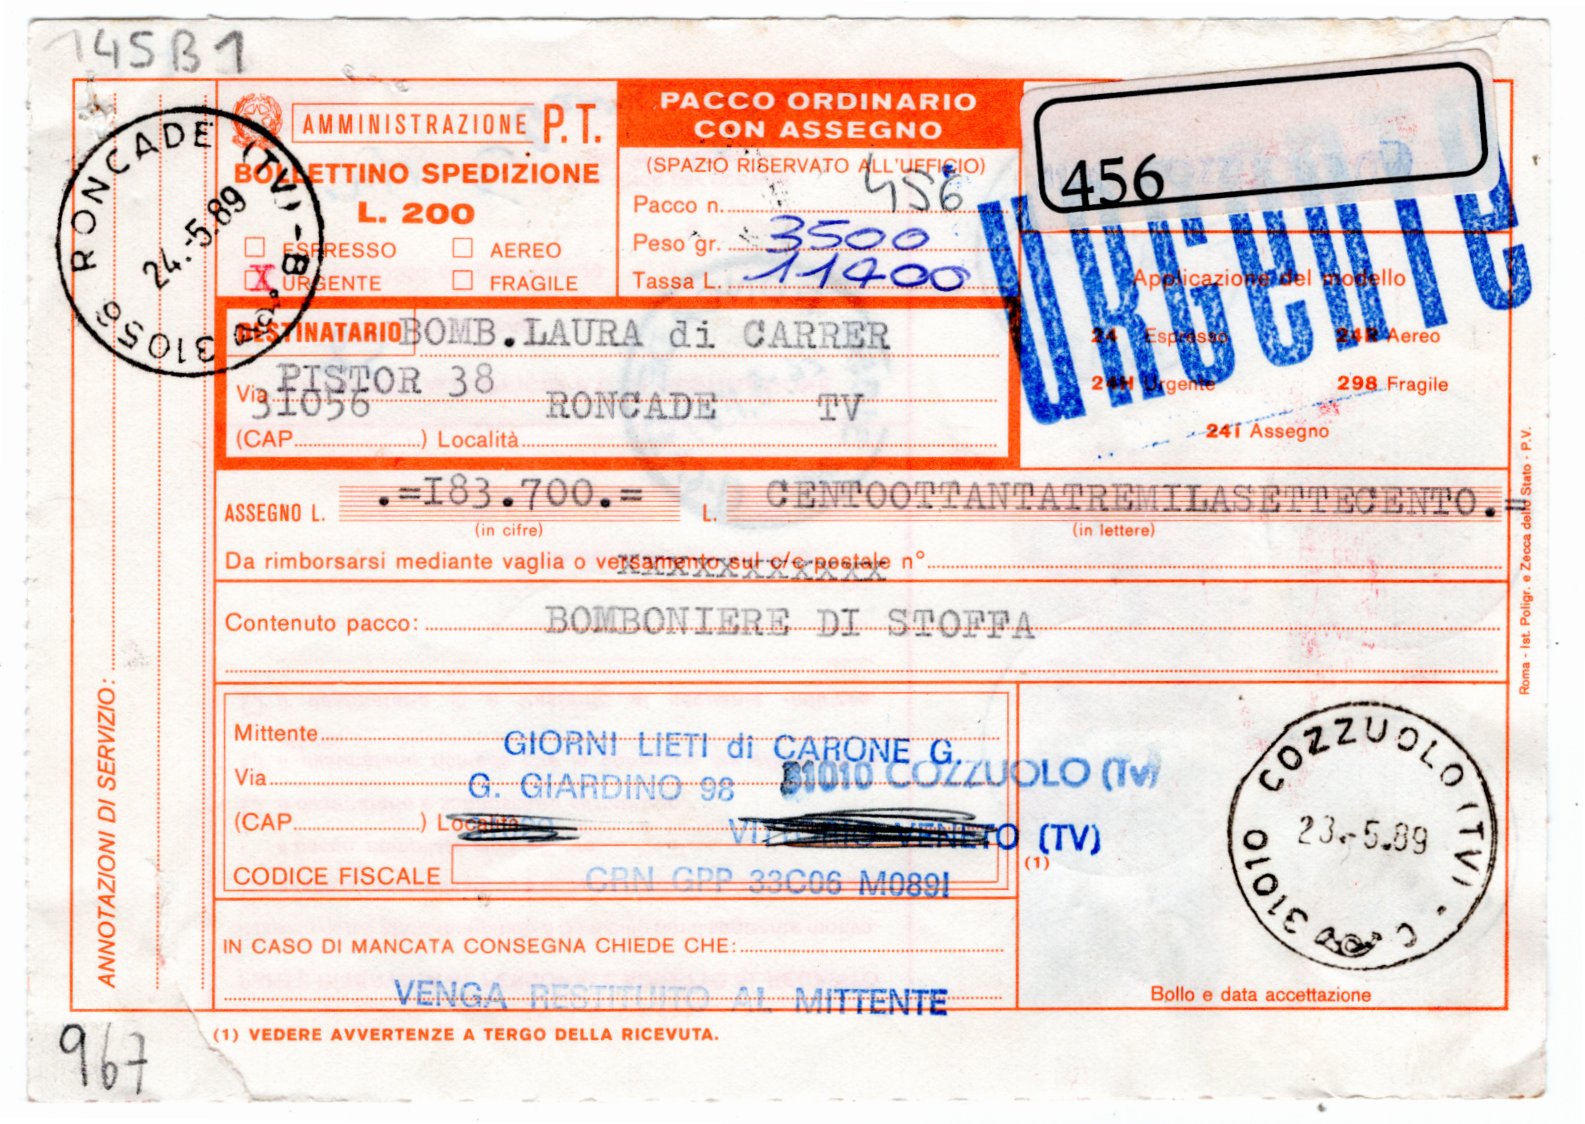 145B1
AMMINISTRAZIONE P.T.
BOLLETTINO SPEDIZIONE
L. 200
ESPRESSO AEREO
X URGENTE FRAGILE
PACCO ORDINARIO
CON ASSEGNO
(SPAZIO RISERVATO ALL'UFFICIO)
Pacco n. 456
Peso gr. 3500
Tassa L. 11400
456
URGENTE
Applicazione del modello
24 Espresso 24R Aereo
24H Urgente 298 Fragile
24I Assegno
RONCADE (TV) - B
24.-5.89
31056
DESTINATARIO BOMB.LAURA di CARRER
Via PISTOR 38
31056 RONCADE TV
(CAP ) Località
ASSEGNO L. .=I83.700.= L. CENTOOTTANTATREMILASETTECENTO.=
(in cifre) (in lettere)
Da rimborsarsi mediante vaglia o versamento sul c/c postale n°
xxxxxxxxxxxx
Contenuto pacco: BOMBONIERE DI STOFFA
Mittente GIORNI LIETI di CARONE G.
Via G. GIARDINO 98 31010 COZZUOLO (Tv)
(CAP ) Località VITTORIO VENETO (TV)
CODICE FISCALE CRN GPP 33C06 M089I (1)
IN CASO DI MANCATA CONSEGNA CHIEDE CHE:
VENGA RESTITUITO AL MITTENTE
COZZUOLO (TV) - C
23.-5.89
31010
Bollo e data accettazione
(1) VEDERE AVVERTENZE A TERGO DELLA RICEVUTA.
ANNOTAZIONI DI SERVIZIO:
Roma - Ist. Poligr. e Zecca dello Stato - P.V.
967